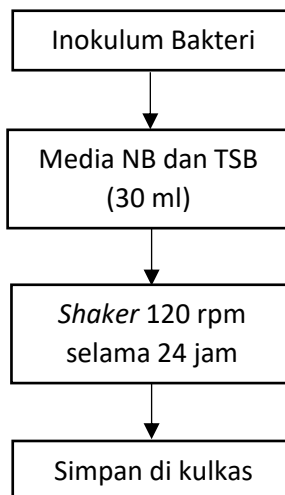 Inokulum Bakteri
Media NB dan TSB
(30 ml)
Shaker 120 rpm
selama 24 jam
Simpan di kulkas